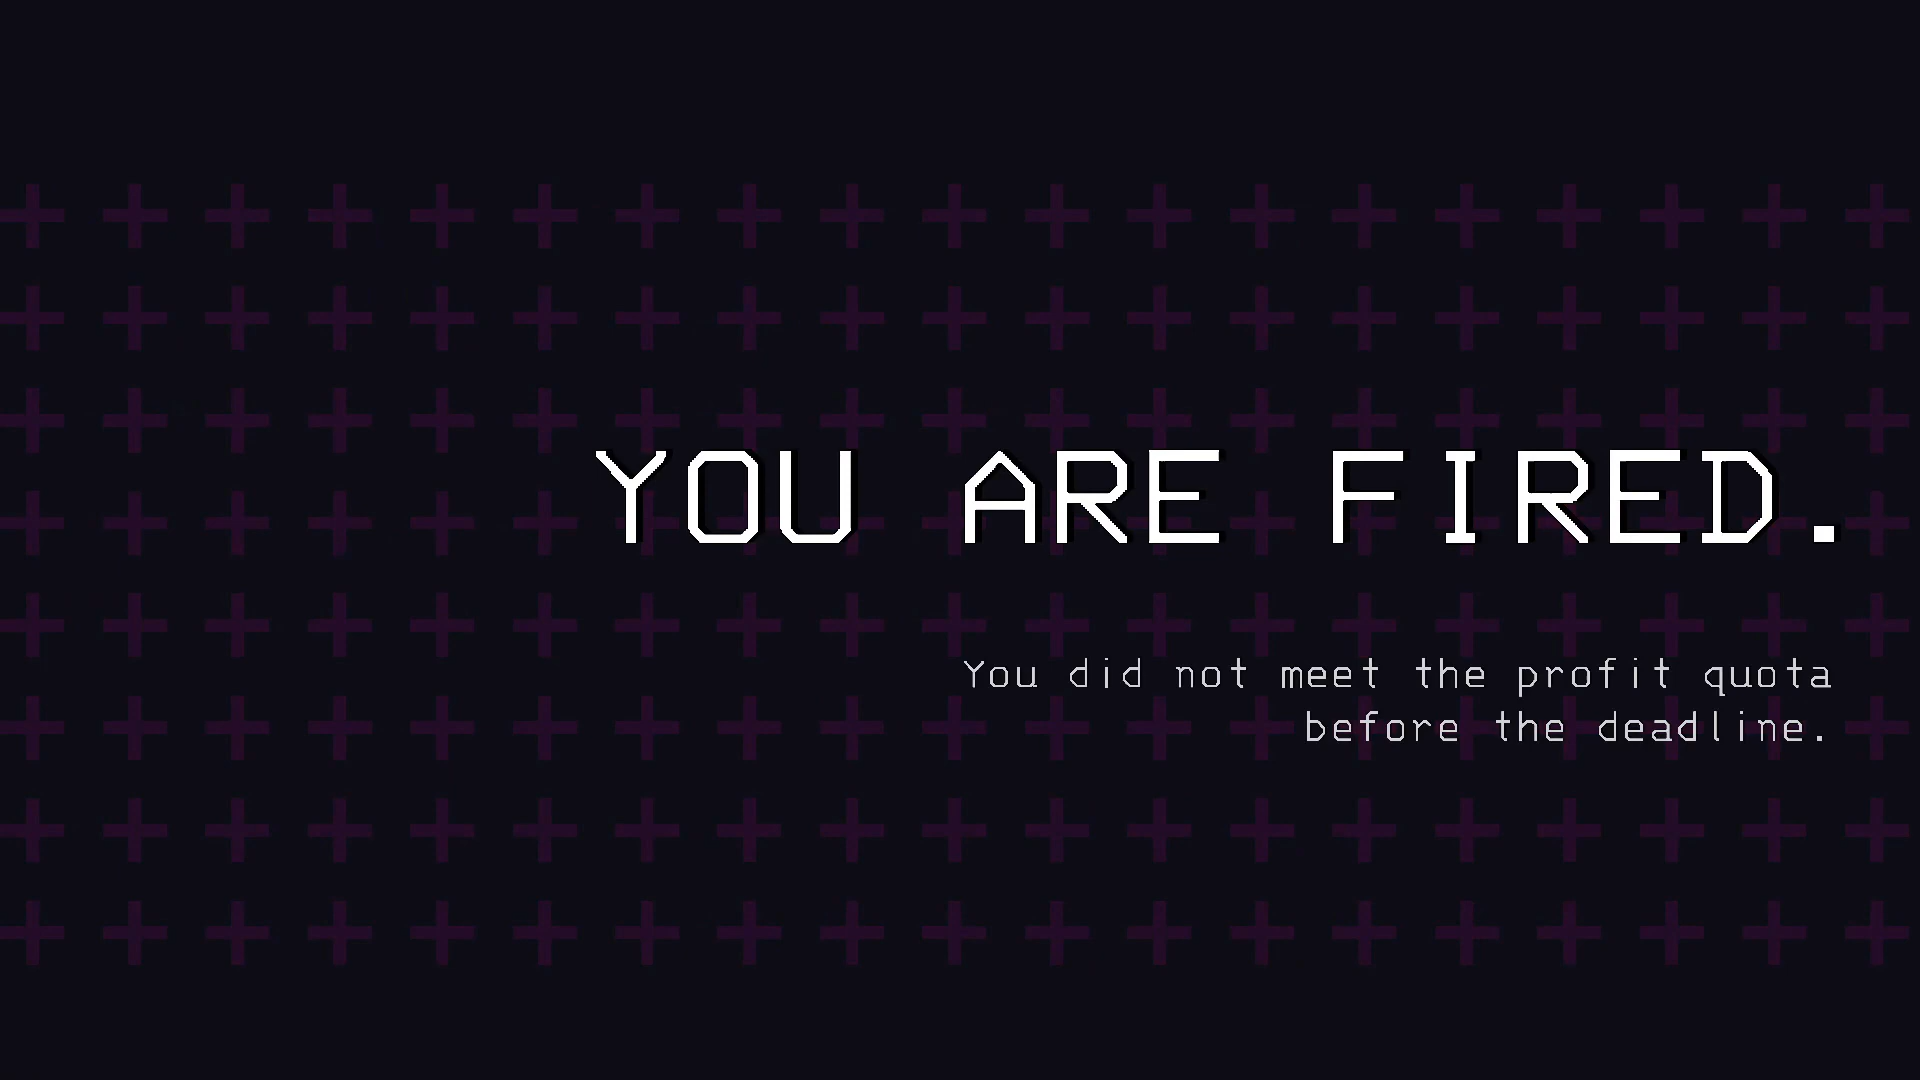 YOU ARE FIRED.
You did not meet the profit quota
before the deadline.